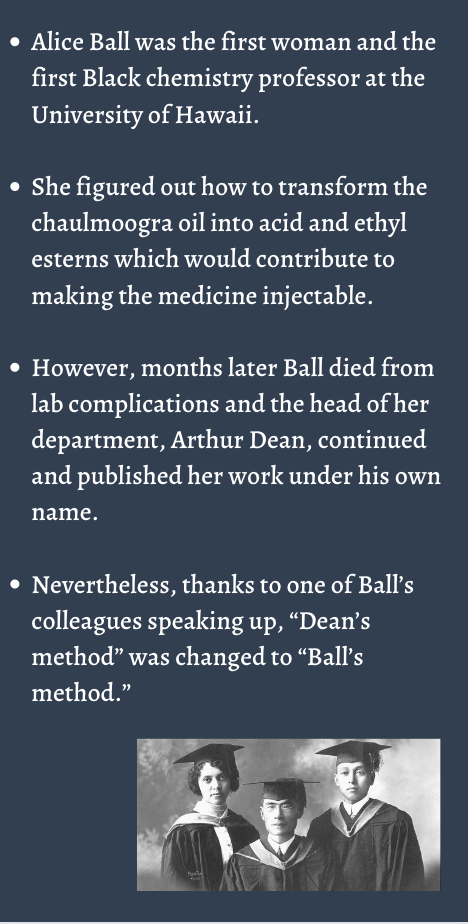 • Alice Ball was the first woman and the
first Black chemistry professor at the
University of Hawaii.
• She figured out how to transform the
chaulmoogra oil into acid and ethyl
esterns which would contribute to
making the medicine injectable.
• However, months later Ball died from
lab complications and the head of her
department, Arthur Dean, continued
and published her work under his own
name.
• Nevertheless, thanks to one of Ball’s
colleagues speaking up, “Dean’s
method” was changed to “Ball’s
method.”